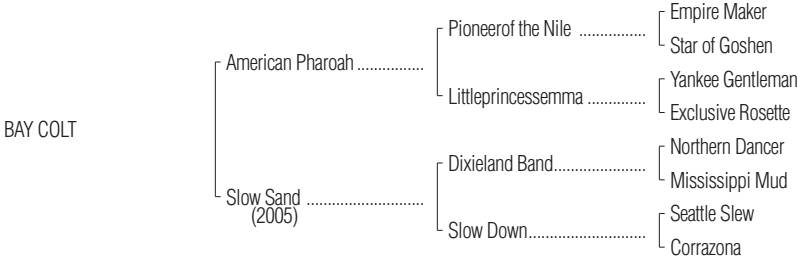 Empire Maker
Pioneerof the Nile ................
Star of Goshen
American Pharoah ................
Yankee Gentleman
Littleprincessemma ..............
Exclusive Rosette
BAY COLT
Northern Dancer
Dixieland Band......................
Mississippi Mud
Slow Sand ............................
(2005)
Seattle Slew
Slow Down............................
Corrazona